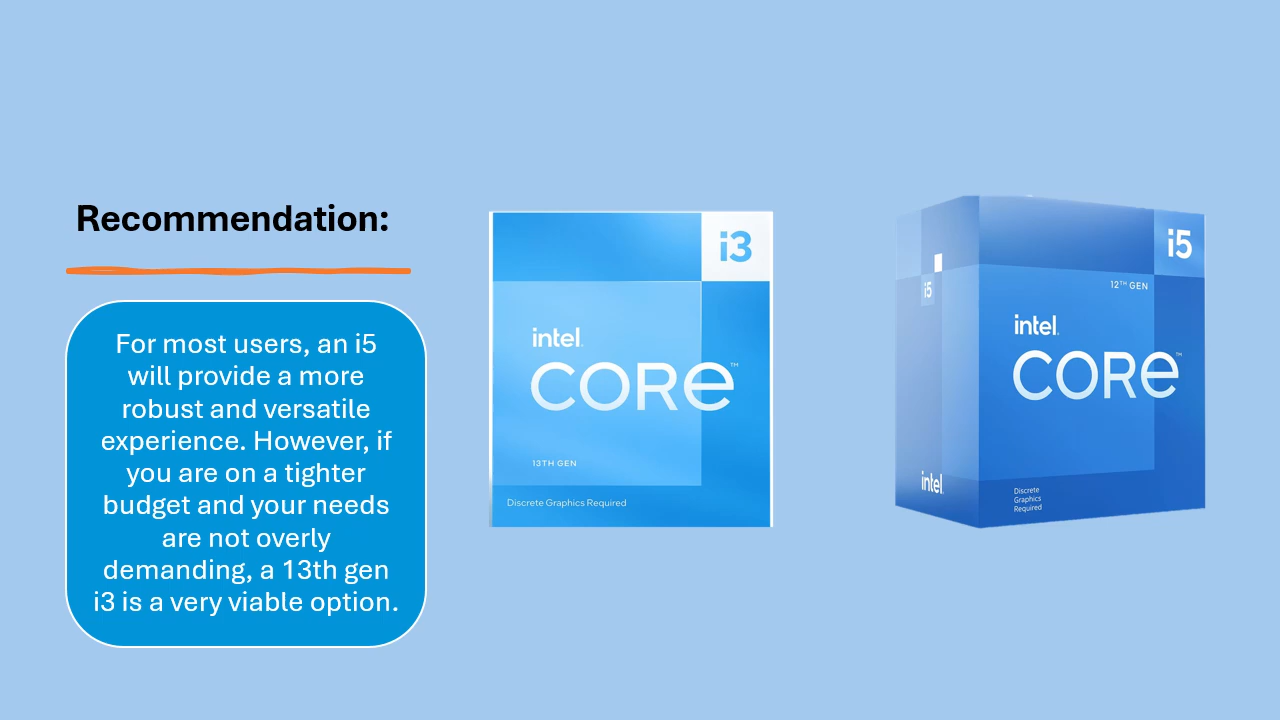 Recommendation:
For most users, an i5
will provide a more
robust and versatile
experience. However, if
you are on a tighter
budget and your needs
are not overly
demanding, a 13th gen
i3 is a very viable option.
i3
intel.
CORE™
13TH GEN
Discrete Graphics Required
i5
i5
12TH GEN
intel.
CORE™
intel.
Discrete
Graphics
Required